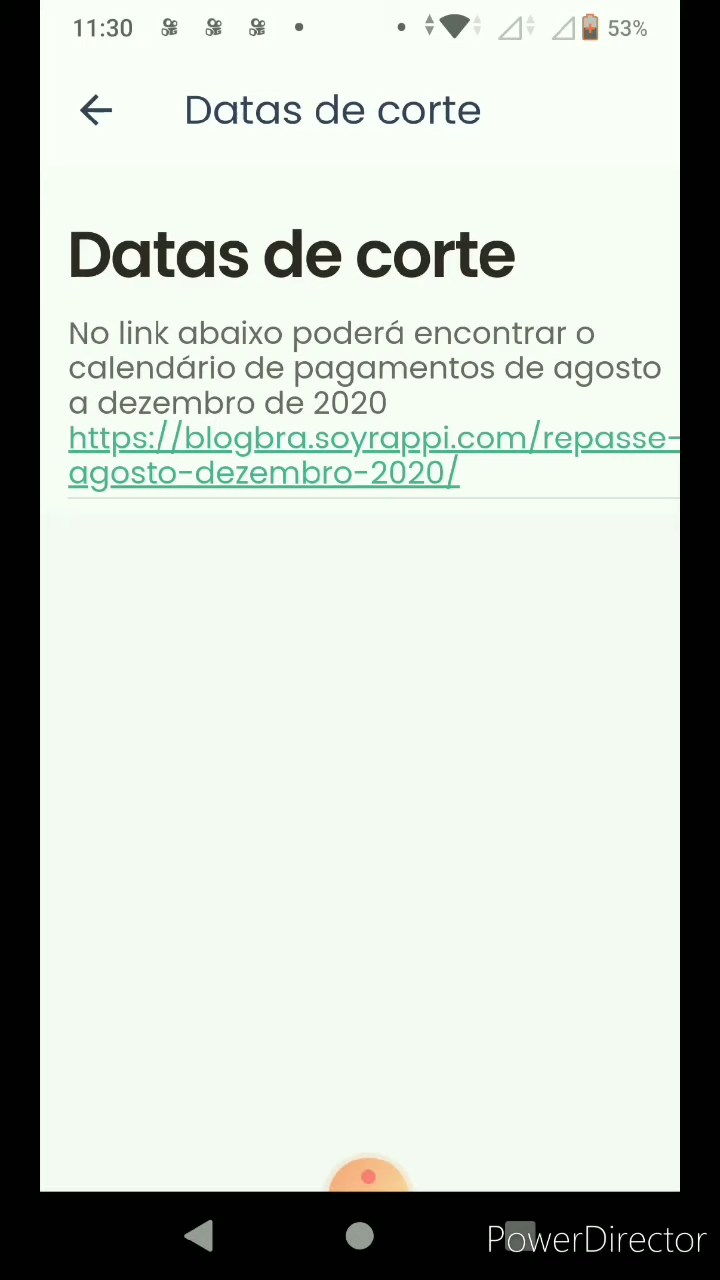 11:30
53%
Datas de corte
Datas de corte
No link abaixo poderá encontrar o
calendário de pagamentos de agosto
a dezembro de 2020
https://blogbra.soyrappi.com/repasse-
agosto-dezembro-2020/
PowerDirector